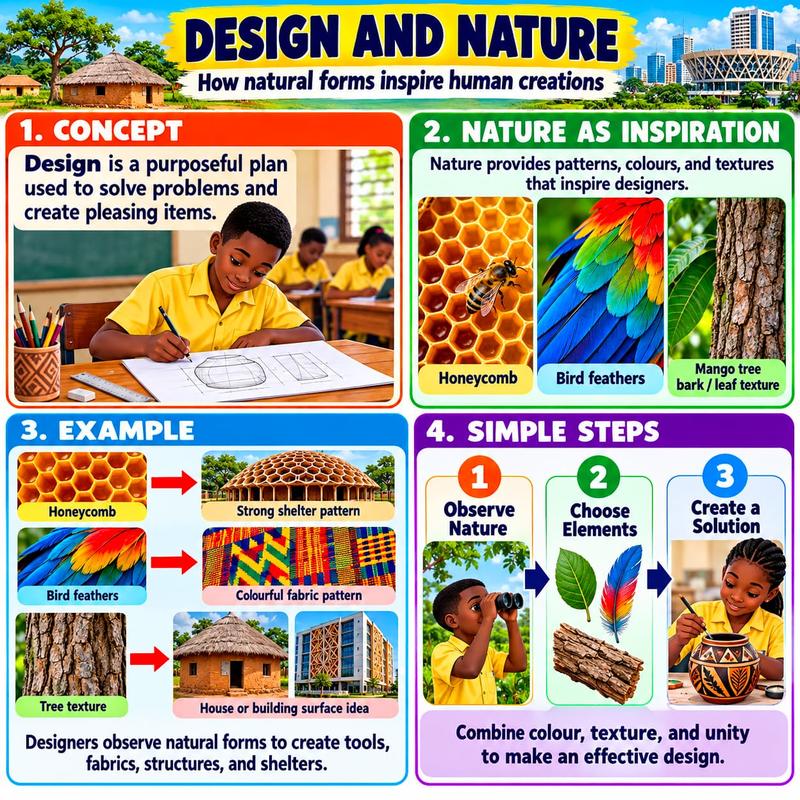 DESIGN AND NATURE
How natural forms inspire human creations
1. CONCEPT
Design is a purposeful plan
used to solve problems and
create pleasing items.
2. NATURE AS INSPIRATION
Nature provides patterns, colours, and textures
that inspire designers.
Honeycomb
Bird feathers
Mango tree
bark / leaf texture
3. EXAMPLE
Honeycomb
Strong shelter pattern
Bird feathers
Colourful fabric pattern
Tree texture
House or building surface idea
Designers observe natural forms to create tools,
fabrics, structures, and shelters.
4. SIMPLE STEPS
1
Observe
Nature
2
Choose
Elements
3
Create a
Solution
Combine colour, texture, and unity
to make an effective design.